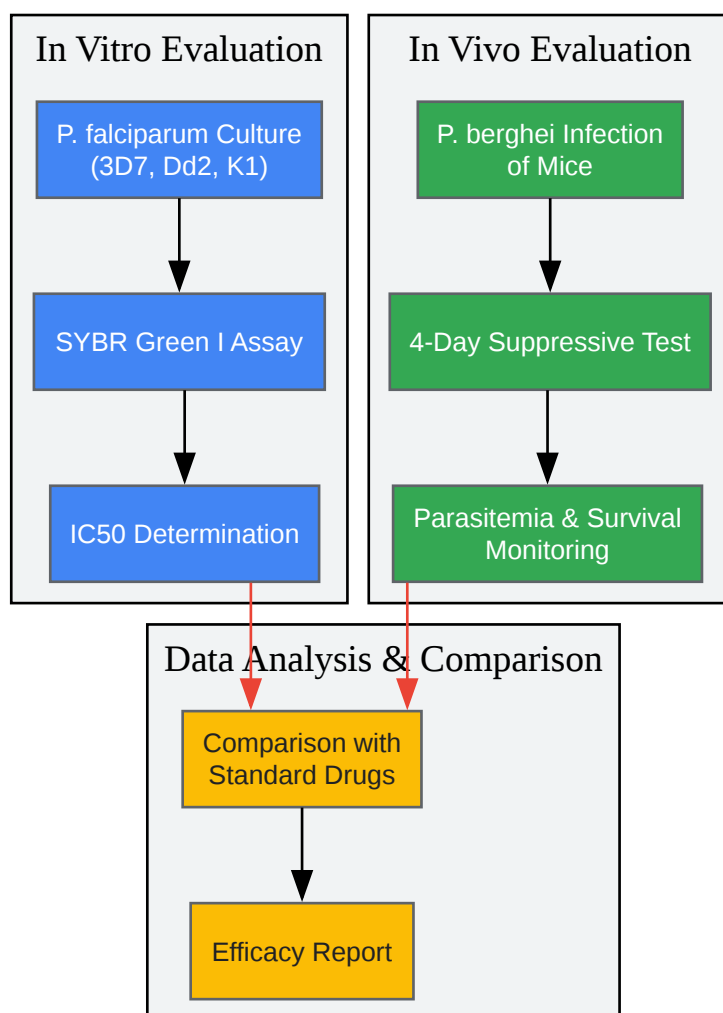 In Vitro Evaluation
P. falciparum Culture
(3D7, Dd2, K1)
SYBR Green I Assay
IC50 Determination
In Vivo Evaluation
P. berghei Infection
of Mice
4-Day Suppressive Test
Parasitemia & Survival
Monitoring
Data Analysis & Comparison
Comparison with
Standard Drugs
Efficacy Report